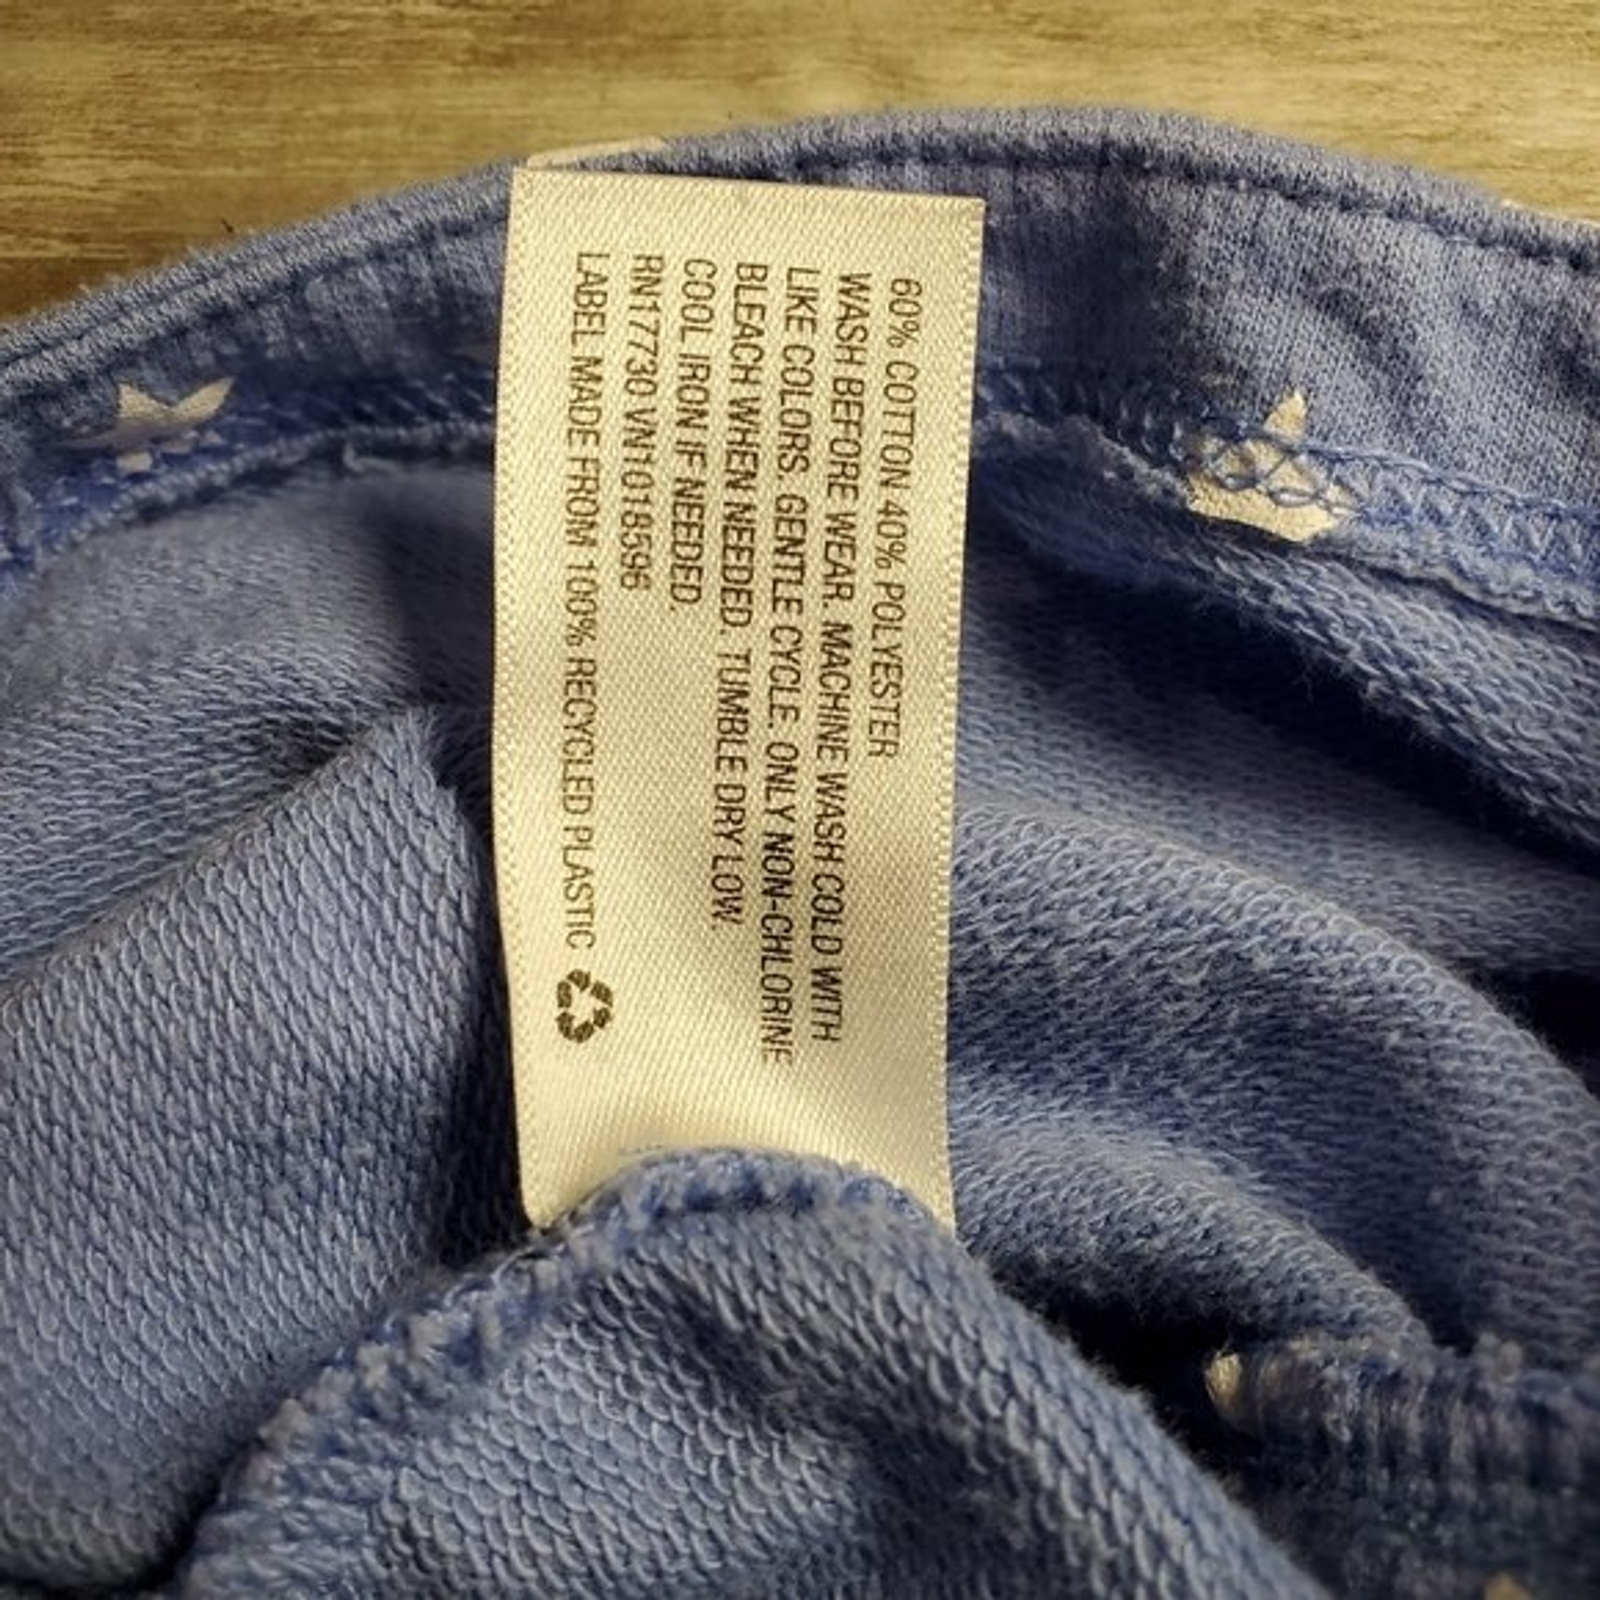 60% COTTON 40% POLYESTER
WASH BEFORE WEAR. MACHINE WASH COLD WITH
LIKE COLORS. GENTLE CYCLE. ONLY NON-CHLORINE
BLEACH WHEN NEEDED. TUMBLE DRY LOW.
COOL IRON IF NEEDED.
RN177730 VN1018596
LABEL MADE FROM 100% RECYCLED PLASTIC